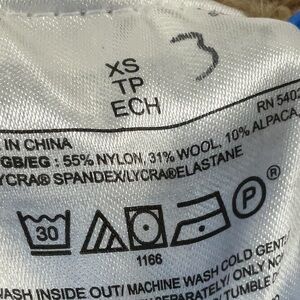 3
XS
TP
ECH
RN 5402
IN CHINA
GB/EG : 55% NYLON, 31% WOOL, 10% ALPACA,
LYCRA® SPANDEX/LYCRA®ELASTANE
30
P
1166
WASH INSIDE OUT/ MACHINE WASH COLD GENT
SEPARATELY/ ONLY NO
TUMBLE D